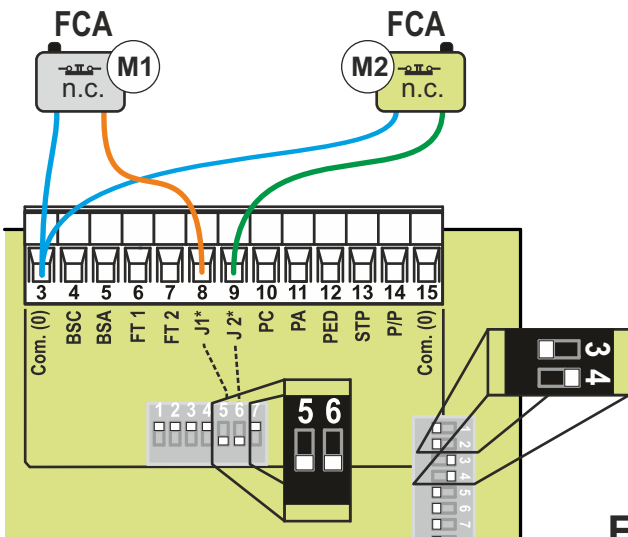 FCA
FCA
M1
M2
n.c.
n.c.
3 4 5 6 7 8 9 10 11 12 13 14 15
Com. (0)
BSC
BSA
FT 1
FT 2
J1*
J 2*
PC
PA
PED
STP
P/P
Com. (0)
3
4
1 2 3 4 5 6 7
5 6
1
2
3
4
5
6
7